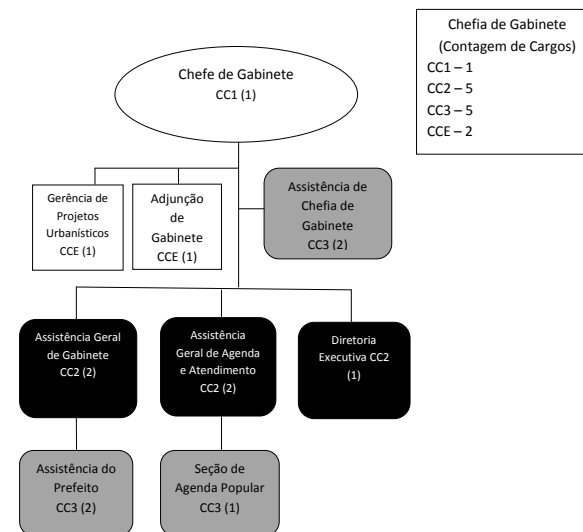 Chefe de Gabinete
CC1 (1)
Chefia de Gabinete
(Contagem de Cargos)
CC1 – 1
CC2 – 5
CC3 – 5
CCE – 2
Gerência de
Projetos
Urbanísticos
CCE (1)
Adjunção
de
Gabinete
CCE (1)
Assistência de
Chefia de
Gabinete
CC3 (2)
Assistência Geral
de Gabinete
CC2 (2)
Assistência
Geral de Agenda
e Atendimento
CC2 (2)
Diretoria
Executiva CC2
(1)
Assistência do
Prefeito
CC3 (2)
Seção de
Agenda Popular
CC3 (1)